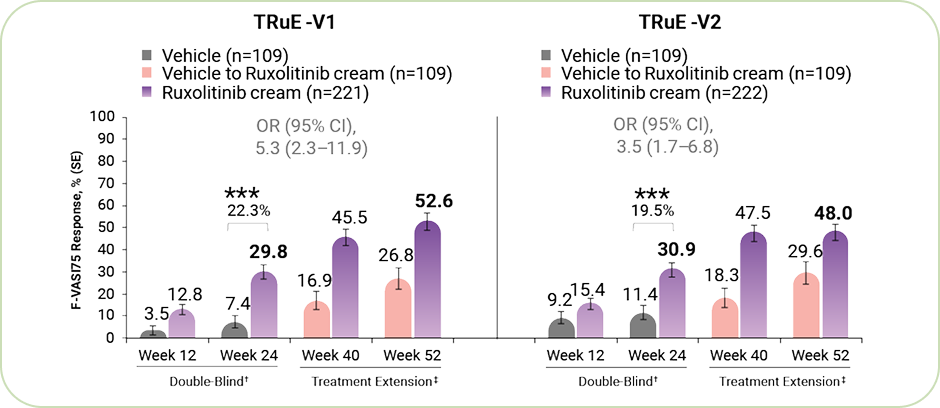 TRuE -V1
Vehicle (n=109)
Vehicle to Ruxolitinib cream (n=109)
Ruxolitinib cream (n=221)
OR (95% CI),
5.3 (2.3–11.9)
F-VASI75 Response, % (SE)
100
90
80
70
60
50
40
30
20
10
0
3.5
12.8
***
22.3%
7.4
29.8
16.9
45.5
26.8
52.6
Week 12
Week 24
Week 40
Week 52
Double-Blind†
Treatment Extension‡
TRuE -V2
Vehicle (n=109)
Vehicle to Ruxolitinib cream (n=109)
Ruxolitinib cream (n=222)
OR (95% CI),
3.5 (1.7–6.8)
9.2
15.4
***
19.5%
11.4
30.9
18.3
47.5
29.6
48.0
Week 12
Week 24
Week 40
Week 52
Double-Blind†
Treatment Extension‡